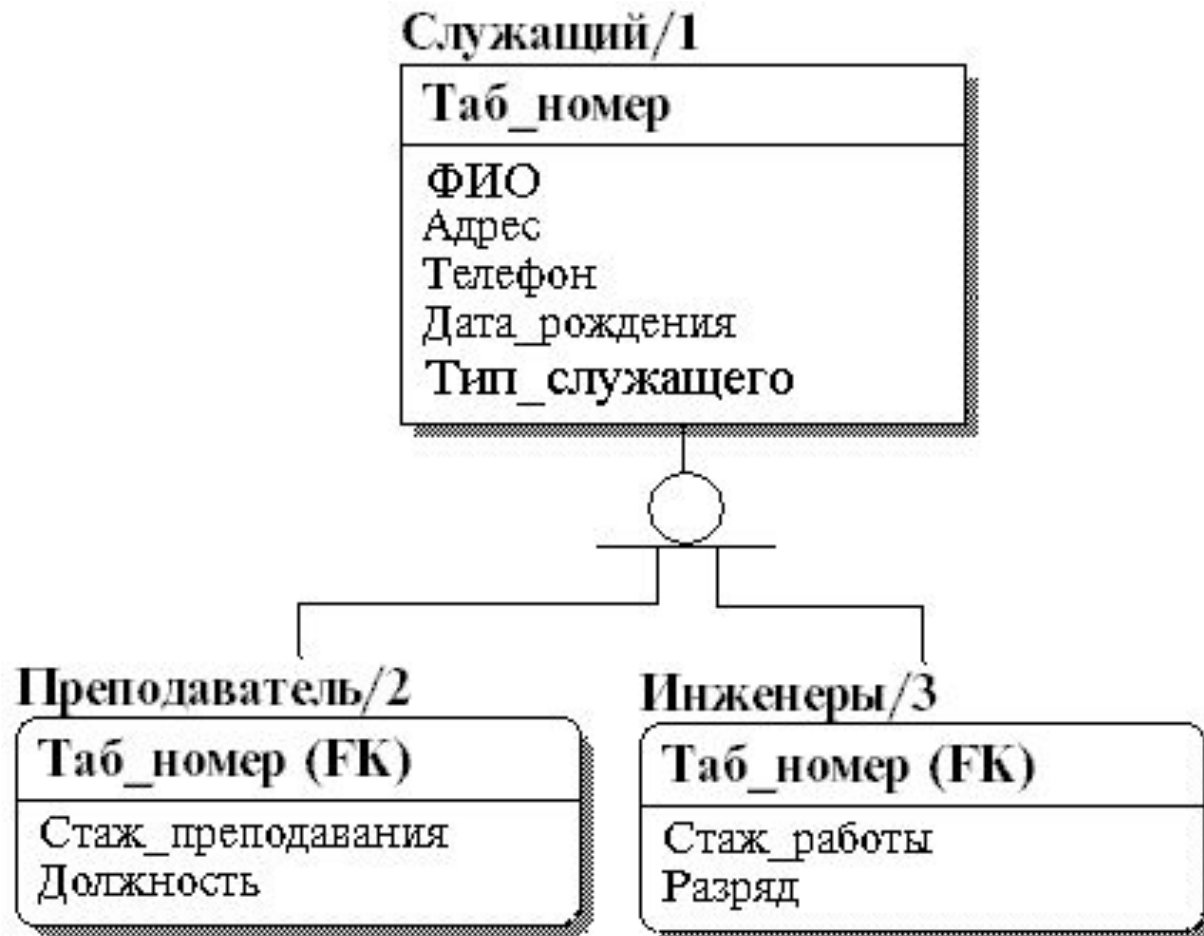 Служащий/1
Таб_номер
ФИО
Адрес
Телефон
Дата_рождения
Тип_служащего
Преподаватель/2
Таб_номер (FK)
Стаж_преподавания
Должность
Инженеры/3
Таб_номер (FK)
Стаж_работы
Разряд